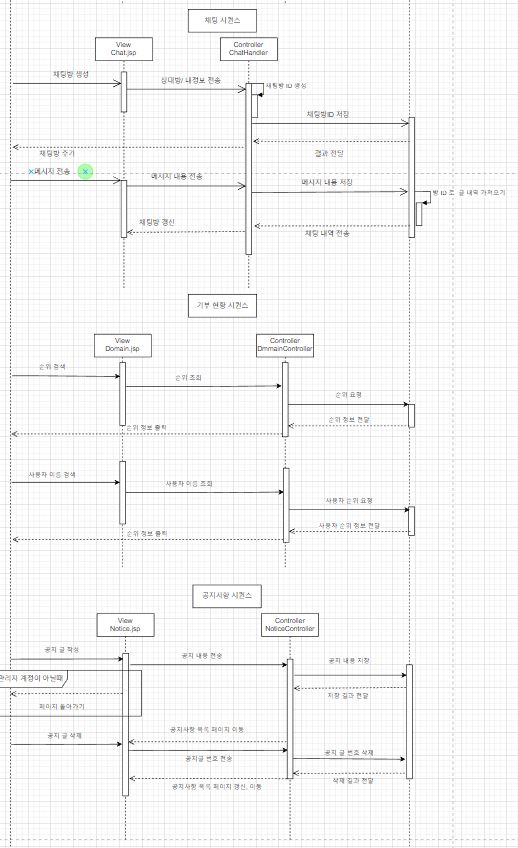 채팅 시퀀스
View
Chat.jsp
Controller
ChatHandler
채팅방 생성
상대방/ 내정보 전송
채팅방 ID 생성
채팅방ID 저장
결과 전달
채팅방 추가
메시지 전송
메시지 내용 전송
메시지 내용 저장
방 ID 로 글 내역 가져오기
채팅방 갱신
채팅 내역 전송
기부 현황 시퀀스
View
Domain.jsp
Controller
DmmainController
순위 검색
순위 조회
순위 요청
순위 정보 전달
순위 정보 출력
사용자 이름 검색
사용자 이름 조회
사용자 순위 요청
사용자 순위 정보 전달
순위 정보 출력
공지사항 시퀀스
View
Notice.jsp
Controller
NoticeController
공지 글 작성
공지 내용 전송
공지 내용 저장
관리자 계정이 아닐때
저장 결과 전달
페이지 돌아가기
공지사항 목록 페이지 이동
공지 글 삭제
공지글 번호 전송
공지 글 번호 삭제
삭제 결과 전달
공지사항 목록 페이지 갱신, 이동